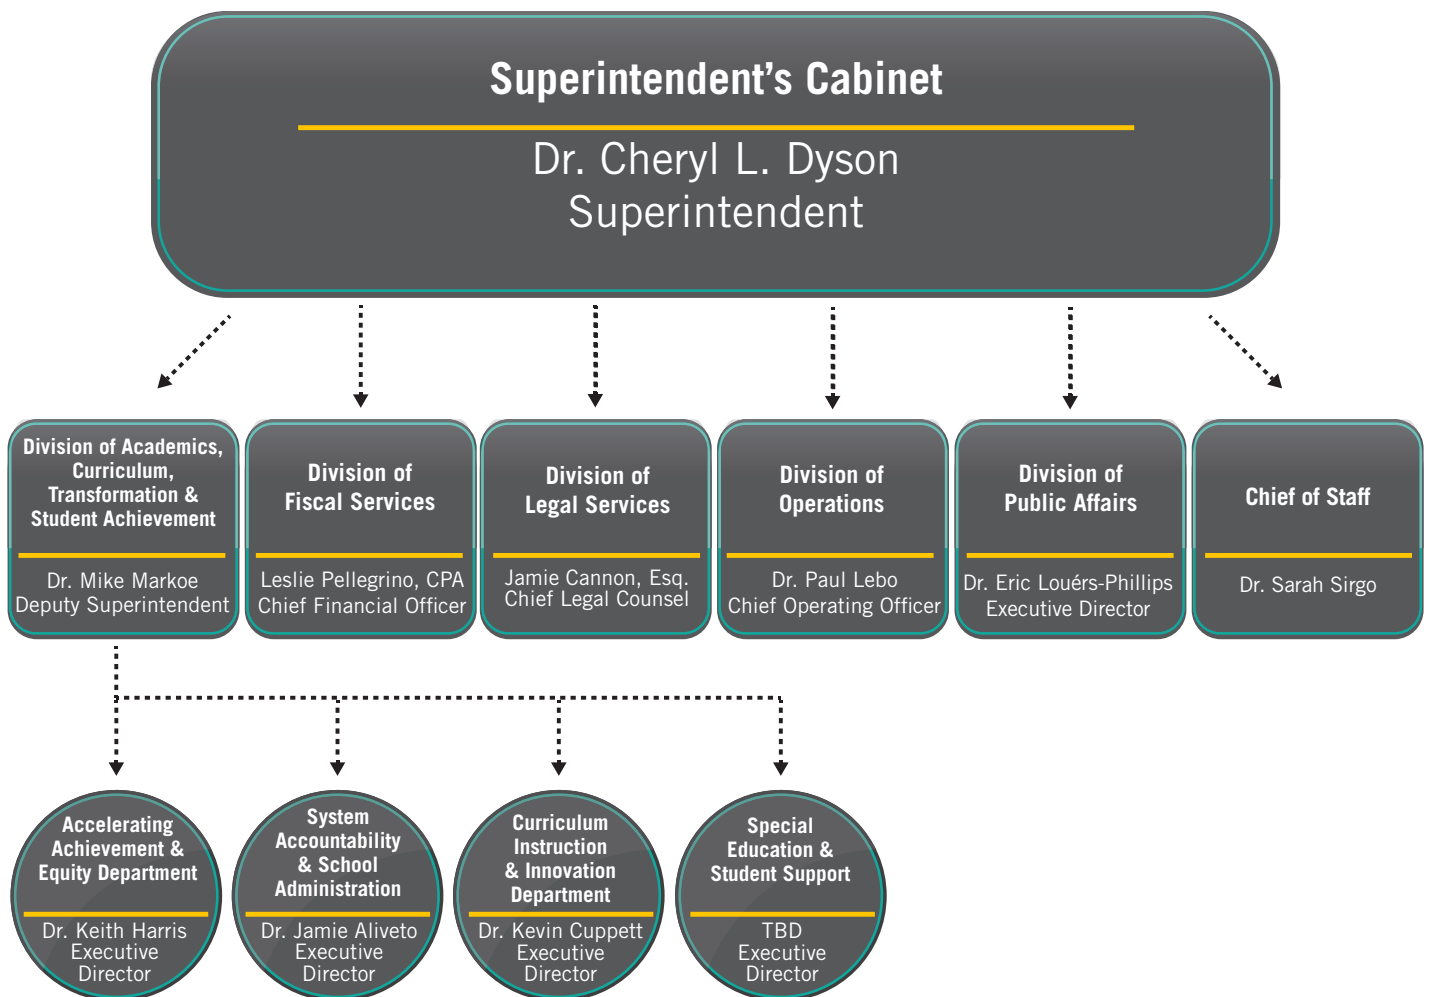 Superintendent’s Cabinet
Dr. Cheryl L. Dyson
Superintendent
Division of Academics,
Curriculum,
Transformation &
Student Achievement
Dr. Mike Markoe
Deputy Superintendent
Division of
Fiscal Services
Leslie Pellegrino, CPA
Chief Financial Officer
Division of
Legal Services
Jamie Cannon, Esq.
Chief Legal Counsel
Division of
Operations
Dr. Paul Lebo
Chief Operating Officer
Division of
Public Affairs
Dr. Eric Louérs-Phillips
Executive Director
Chief of Staff
Dr. Sarah Sirgo
Accelerating
Achievement &
Equity Department
Dr. Keith Harris
Executive
Director
System
Accountability
& School
Administration
Dr. Jamie Aliveto
Executive
Director
Curriculum
Instruction
& Innovation
Department
Dr. Kevin Cuppett
Executive
Director
Special
Education &
Student Support
TBD
Executive
Director